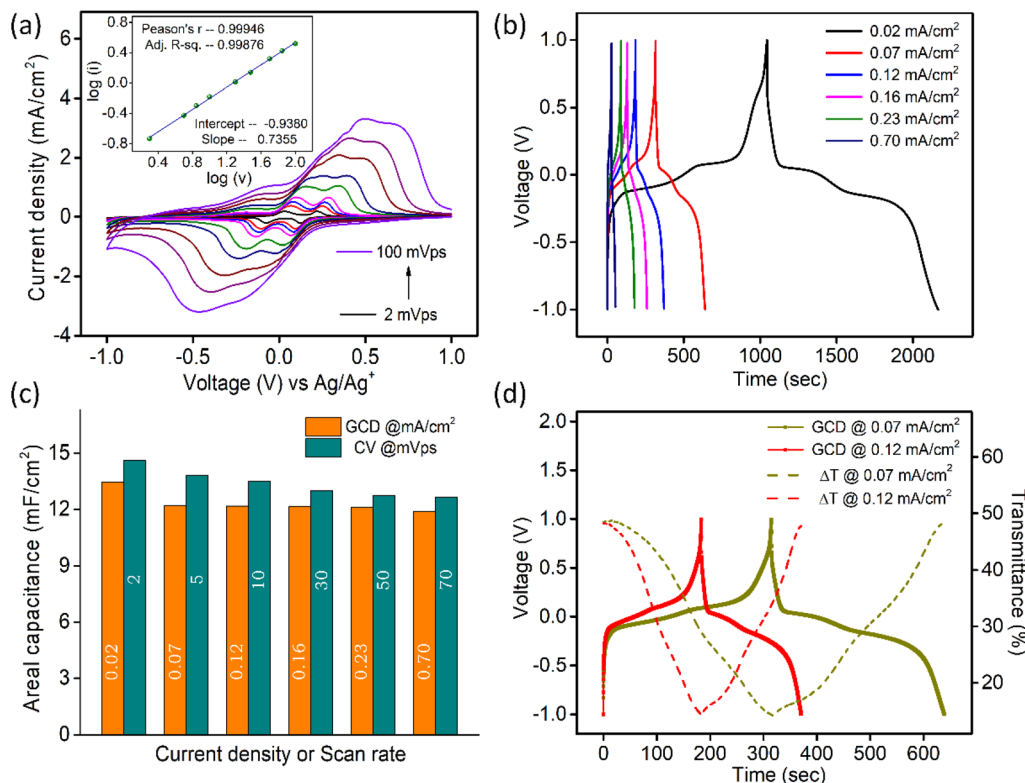 (a)
Peason's r -- 0.99946
Adj. R-sq. -- 0.99876
Intercept -- -0.9380
Slope -- 0.7355
log (i)
0.8
0.4
0.0
-0.4
-0.8
0.4 0.8 1.2 1.6 2.0
log (v)
Current density (mA/cm²)
6
4
2
0
-2
-4
100 mVps
2 mVps
-1.0 -0.5 0.0 0.5 1.0
Voltage (V) vs Ag/Ag⁺
(b)
0.02 mA/cm²
0.07 mA/cm²
0.12 mA/cm²
0.16 mA/cm²
0.23 mA/cm²
0.70 mA/cm²
Voltage (V)
1.0
0.5
0.0
-0.5
-1.0
0 500 1000 1500 2000
Time (sec)
(c)
GCD @mA/cm²
CV @mVps
Areal capacitance (mF/cm²)
15
12
9
6
3
0
0.02 2 0.07 5 0.12 10 0.16 30 0.23 50 0.70 70
Current density or Scan rate
(d)
GCD @ 0.07 mA/cm²
GCD @ 0.12 mA/cm²
ΔT @ 0.07 mA/cm²
ΔT @ 0.12 mA/cm²
Voltage (V)
2.0
1.5
1.0
0.5
0.0
-0.5
-1.0
Transmittance (%)
60
50
40
30
20
0 100 200 300 400 500 600
Time (sec)